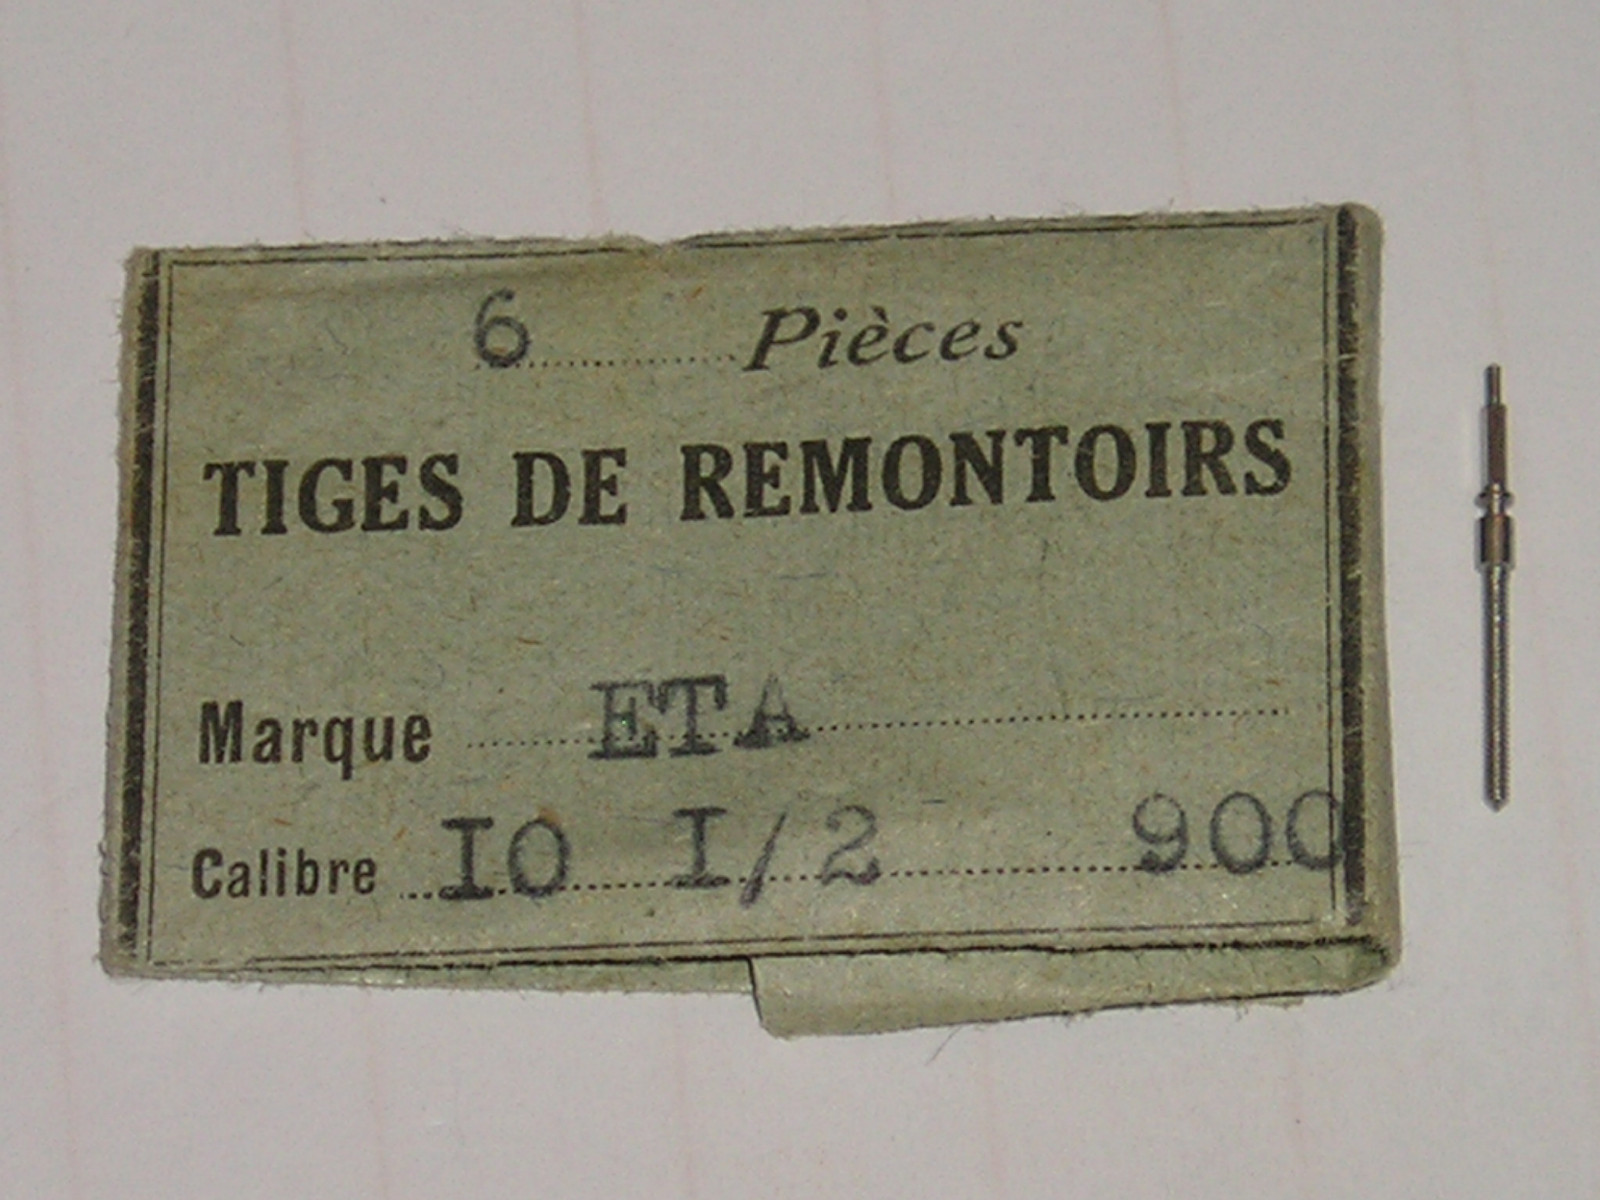 6 Pièces
TIGES DE REMONTOIRS
Marque ETA
Calibre IO I/2 900